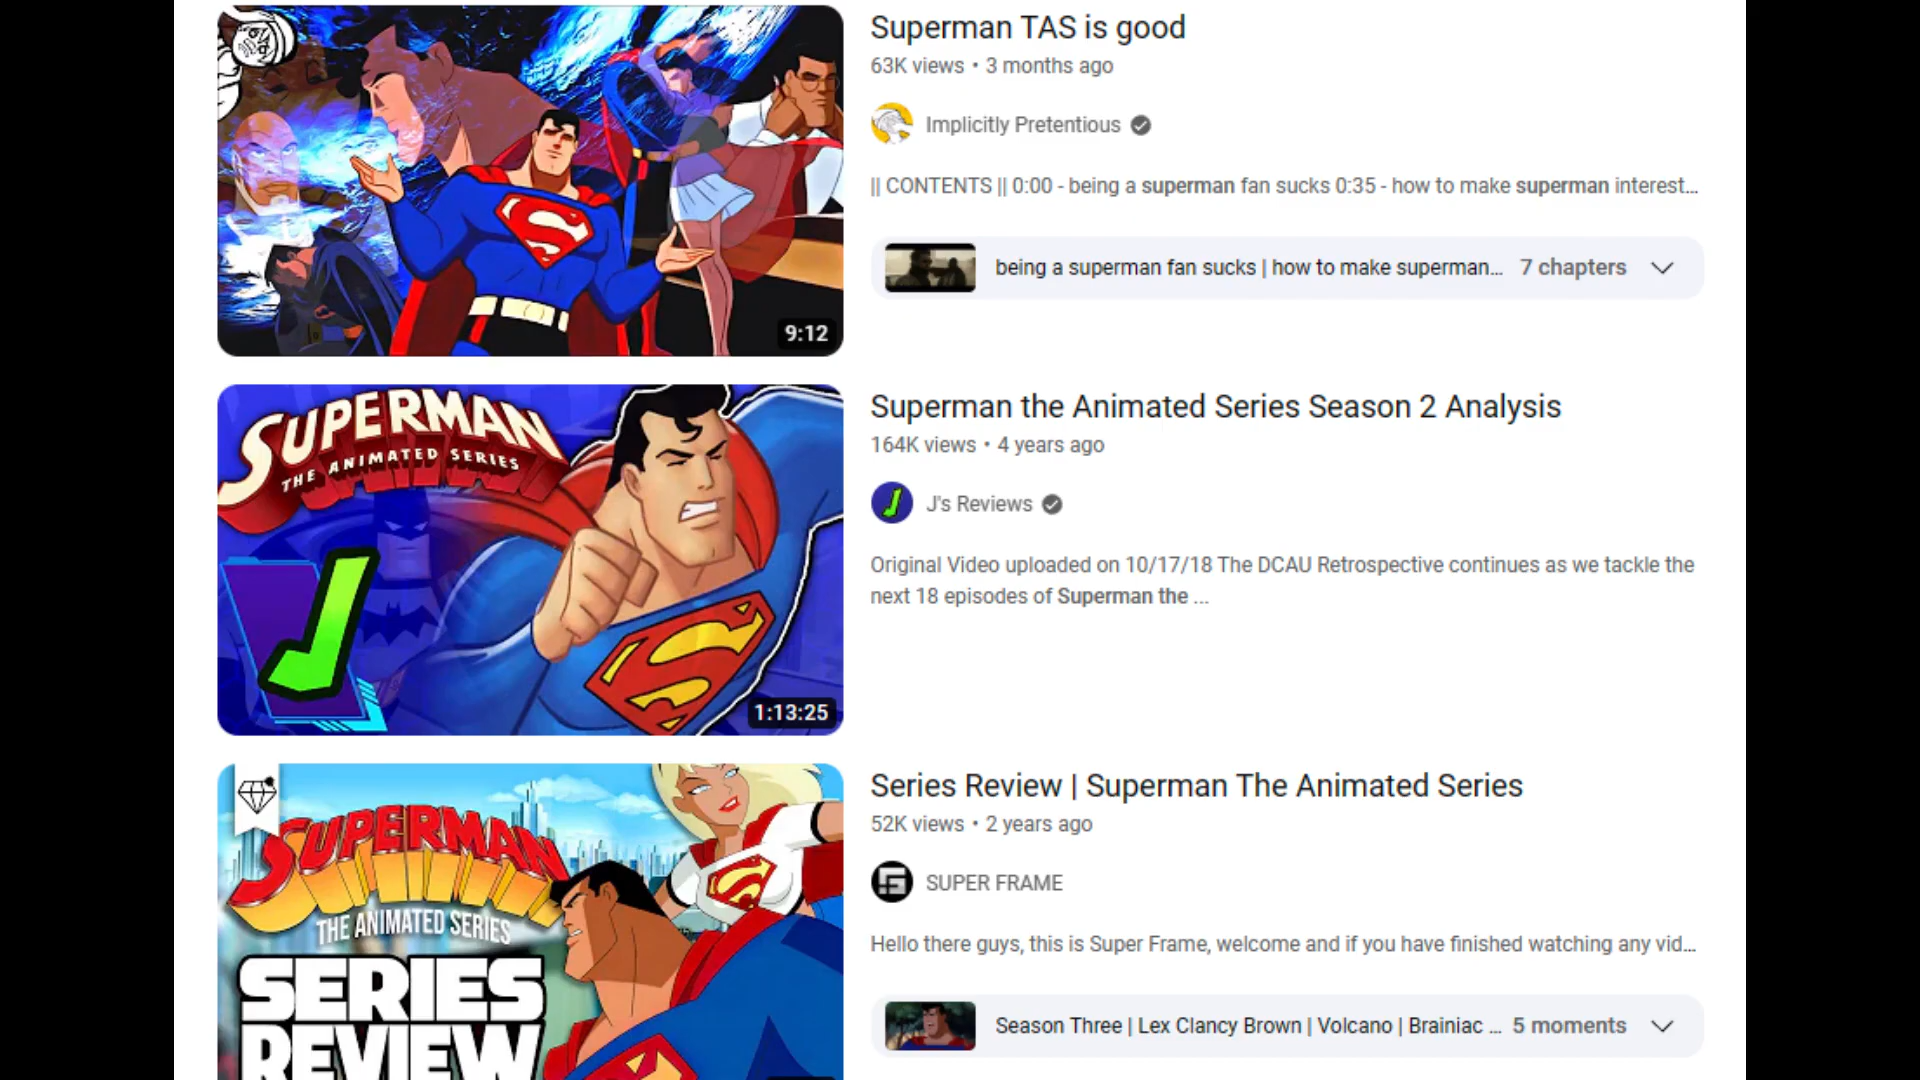 Superman TAS is good
63K views • 3 months ago
Implicitly Pretentious
|| CONTENTS || 0:00 - being a superman fan sucks 0:35 - how to make superman interest...
being a superman fan sucks | how to make superman... 7 chapters
9:12
SUPERMAN
THE ANIMATED SERIES
J
1:13:25
Superman the Animated Series Season 2 Analysis
164K views • 4 years ago
J's Reviews
Original Video uploaded on 10/17/18 The DCAU Retrospective continues as we tackle the
next 18 episodes of Superman the ...
SUPERMAN
THE ANIMATED SERIES
SERIES
REVIEW
Series Review | Superman The Animated Series
52K views • 2 years ago
SUPER FRAME
Hello there guys, this is Super Frame, welcome and if you have finished watching any vid...
Season Three | Lex Clancy Brown | Volcano | Brainiac ... 5 moments